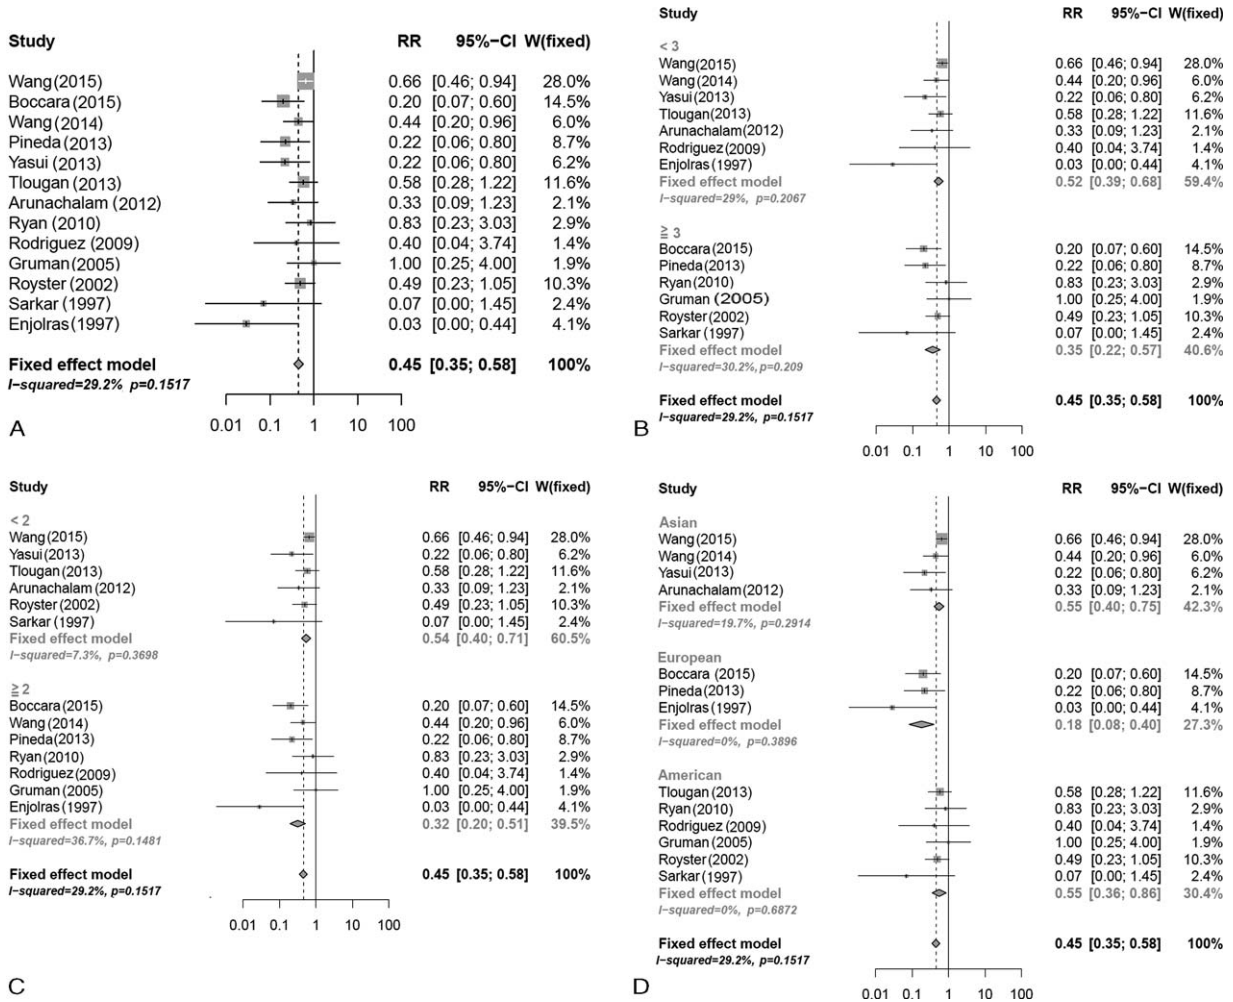 Study RR 95%−CI W(fixed)
Wang(2015) 0.66 [0.46; 0.94] 28.0%
Boccara(2015) 0.20 [0.07; 0.60] 14.5%
Wang(2014) 0.44 [0.20; 0.96] 6.0%
Pineda(2013) 0.22 [0.06; 0.80] 8.7%
Yasui(2013) 0.22 [0.06; 0.80] 6.2%
Tlougan(2013) 0.58 [0.28; 1.22] 11.6%
Arunachalam (2012) 0.33 [0.09; 1.23] 2.1%
Ryan (2010) 0.83 [0.23; 3.03] 2.9%
Rodriguez (2009) 0.40 [0.04; 3.74] 1.4%
Gruman(2005) 1.00 [0.25; 4.00] 1.9%
Royster(2002) 0.49 [0.23; 1.05] 10.3%
Sarkar (1997) 0.07 [0.00; 1.45] 2.4%
Enjolras(1997) 0.03 [0.00; 0.44] 4.1%
Fixed effect model 0.45 [0.35; 0.58] 100%
I−squared=29.2% p=0.1517
0.01 0.1 1 10 100
A
Study RR 95%−CI W(fixed)
< 3
Wang(2015) 0.66 [0.46; 0.94] 28.0%
Wang(2014) 0.44 [0.20; 0.96] 6.0%
Yasui(2013) 0.22 [0.06; 0.80] 6.2%
Tlougan(2013) 0.58 [0.28; 1.22] 11.6%
Arunachalam(2012) 0.33 [0.09; 1.23] 2.1%
Rodriguez(2009) 0.40 [0.04; 3.74] 1.4%
Enjolras(1997) 0.03 [0.00; 0.44] 4.1%
Fixed effect model 0.52 [0.39; 0.68] 59.4%
I−squared=29%, p=0.2067
≧ 3
Boccara(2015) 0.20 [0.07; 0.60] 14.5%
Pineda(2013) 0.22 [0.06; 0.80] 8.7%
Ryan(2010) 0.83 [0.23; 3.03] 2.9%
Gruman (2005) 1.00 [0.25; 4.00] 1.9%
Royster(2002) 0.49 [0.23; 1.05] 10.3%
Sarkar (1997) 0.07 [0.00; 1.45] 2.4%
Fixed effect model 0.35 [0.22; 0.57] 40.6%
I−squared=30.2%, p=0.209
Fixed effect model 0.45 [0.35; 0.58] 100%
I−squared=29.2%, p=0.1517
0.01 0.1 1 10 100
B
Study RR 95%−CI W(fixed)
< 2
Wang(2015) 0.66 [0.46; 0.94] 28.0%
Yasui(2013) 0.22 [0.06; 0.80] 6.2%
Tlougan(2013) 0.58 [0.28; 1.22] 11.6%
Arunachalam(2012) 0.33 [0.09; 1.23] 2.1%
Royster(2002) 0.49 [0.23; 1.05] 10.3%
Sarkar(1997) 0.07 [0.00; 1.45] 2.4%
Fixed effect model 0.54 [0.40; 0.71] 60.5%
I−squared=7.3%, p=0.3698
≧ 2
Boccara(2015) 0.20 [0.07; 0.60] 14.5%
Wang(2014) 0.44 [0.20; 0.96] 6.0%
Pineda(2013) 0.22 [0.06; 0.80] 8.7%
Ryan(2010) 0.83 [0.23; 3.03] 2.9%
Rodriguez(2009) 0.40 [0.04; 3.74] 1.4%
Gruman(2005) 1.00 [0.25; 4.00] 1.9%
Enjolras(1997) 0.03 [0.00; 0.44] 4.1%
Fixed effect model 0.32 [0.20; 0.51] 39.5%
I−squared=36.7%, p=0.1481
Fixed effect model 0.45 [0.35; 0.58] 100%
I−squared=29.2%, p=0.1517
0.01 0.1 1 10 100
C
Study RR 95%−CI W(fixed)
Asian
Wang(2015) 0.66 [0.46; 0.94] 28.0%
Wang(2014) 0.44 [0.20; 0.96] 6.0%
Yasui(2013) 0.22 [0.06; 0.80] 6.2%
Arunachalam(2012) 0.33 [0.09; 1.23] 2.1%
Fixed effect model 0.55 [0.40; 0.75] 42.3%
I−squared=19.7%, p=0.2914
European
Boccara (2015) 0.20 [0.07; 0.60] 14.5%
Pineda(2013) 0.22 [0.06; 0.80] 8.7%
Enjolras(1997) 0.03 [0.00; 0.44] 4.1%
Fixed effect model 0.18 [0.08; 0.40] 27.3%
I−squared=0%, p=0.3896
American
Tlougan(2013) 0.58 [0.28; 1.22] 11.6%
Ryan(2010) 0.83 [0.23; 3.03] 2.9%
Rodriguez(2009) 0.40 [0.04; 3.74] 1.4%
Gruman(2005) 1.00 [0.25; 4.00] 1.9%
Royster(2002) 0.49 [0.23; 1.05] 10.3%
Sarkar(1997) 0.07 [0.00; 1.45] 2.4%
Fixed effect model 0.55 [0.36; 0.86] 30.4%
I−squared=0%, p=0.6872
Fixed effect model 0.45 [0.35; 0.58] 100%
I−squared=29.2%, p=0.1517
0.01 0.1 1 10 100
D